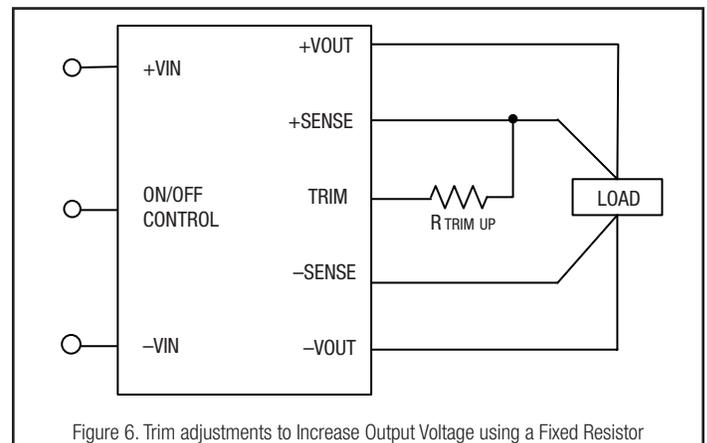 +VOUT
+VIN
+SENSE
ON/OFF
CONTROL
TRIM
R TRIM UP
LOAD
–SENSE
–VIN
–VOUT
Figure 6. Trim adjustments to Increase Output Voltage using a Fixed Resistor